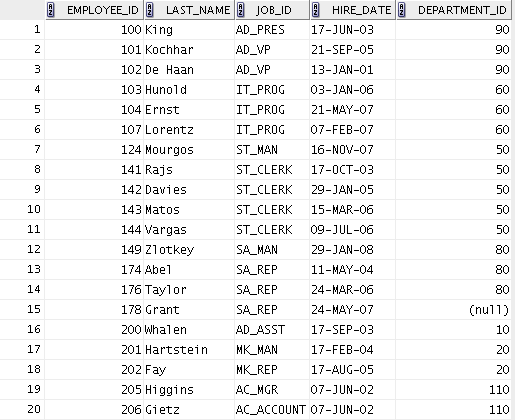 EMPLOYEE_ID LAST_NAME JOB_ID HIRE_DATE DEPARTMENT_ID
1 100 King AD_PRES 17-JUN-03 90
2 101 Kochhar AD_VP 21-SEP-05 90
3 102 De Haan AD_VP 13-JAN-01 90
4 103 Hunold IT_PROG 03-JAN-06 60
5 104 Ernst IT_PROG 21-MAY-07 60
6 107 Lorentz IT_PROG 07-FEB-07 60
7 124 Mourgos ST_MAN 16-NOV-07 50
8 141 Rajs ST_CLERK 17-OCT-03 50
9 142 Davies ST_CLERK 29-JAN-05 50
10 143 Matos ST_CLERK 15-MAR-06 50
11 144 Vargas ST_CLERK 09-JUL-06 50
12 149 Zlotkey SA_MAN 29-JAN-08 80
13 174 Abel SA_REP 11-MAY-04 80
14 176 Taylor SA_REP 24-MAR-06 80
15 178 Grant SA_REP 24-MAY-07 (null)
16 200 Whalen AD_ASST 17-SEP-03 10
17 201 Hartstein MK_MAN 17-FEB-04 20
18 202 Fay MK_REP 17-AUG-05 20
19 205 Higgins AC_MGR 07-JUN-02 110
20 206 Gietz AC_ACCOUNT 07-JUN-02 110